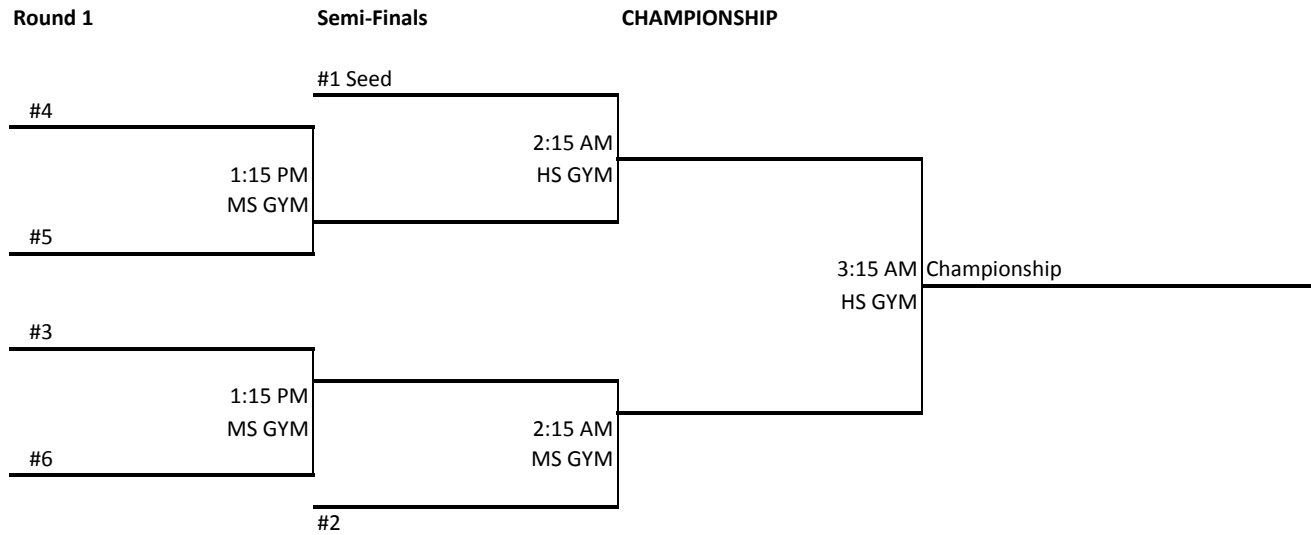 Round 1
Semi-Finals
CHAMPIONSHIP
#1 Seed
#4
2:15 AM
HS GYM
1:15 PM
MS GYM
#5
3:15 AM
Championship
HS GYM
#3
1:15 PM
MS GYM
2:15 AM
MS GYM
#6
#2